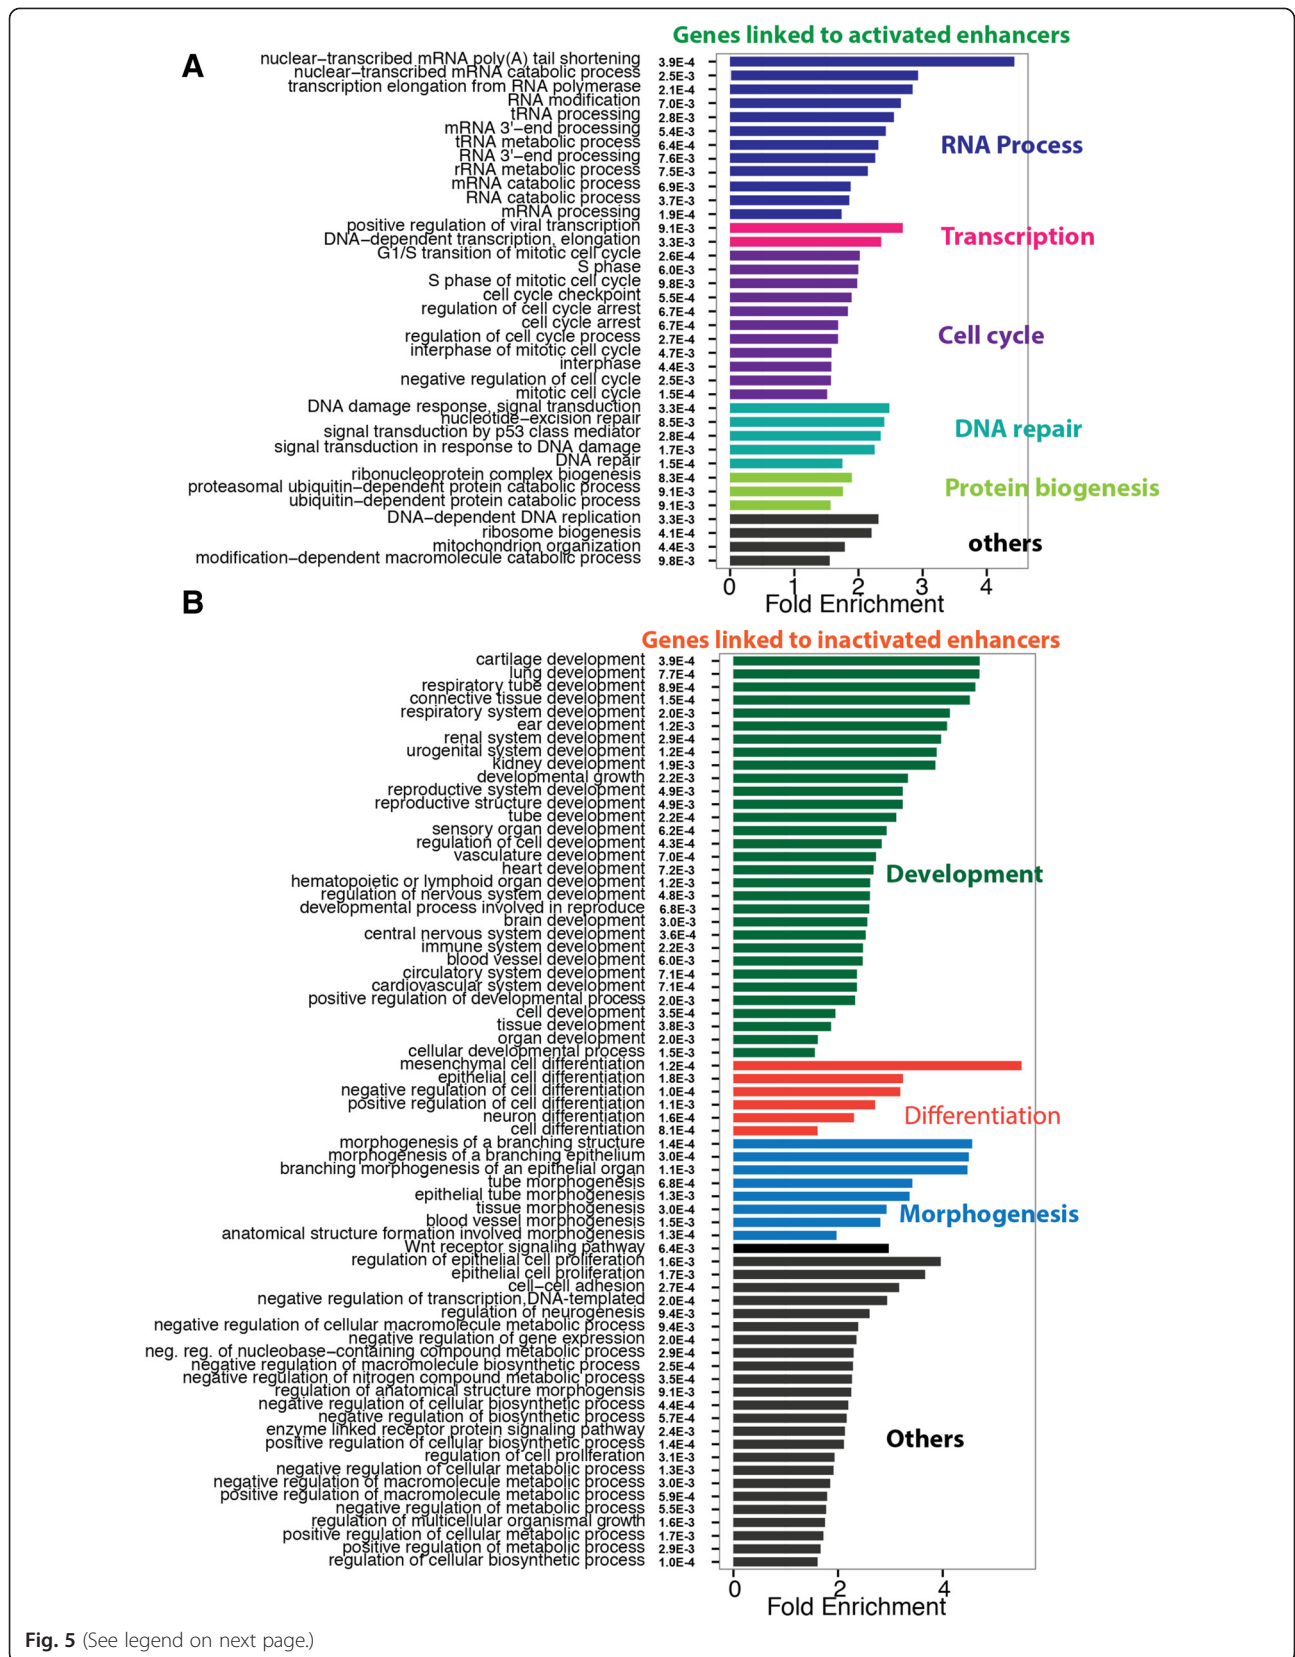 Genes linked to activated enhancers
A
nuclear–transcribed mRNA poly(A) tail shortening 3.9E-4
nuclear–transcribed mRNA catabolic process 2.5E-3
transcription elongation from RNA polymerase 2.1E-4
RNA modification 7.0E-3
tRNA processing 2.8E-3
mRNA 3'–end processing 5.4E-3
tRNA metabolic process 6.4E-4
RNA Process
RNA 3'–end processing 7.6E-3
rRNA metabolic process 7.5E-3
mRNA catabolic process 6.9E-3
RNA catabolic process 3.7E-3
mRNA processing 1.9E-4
positive regulation of viral transcription 9.1E-3
Transcription
DNA–dependent transcription, elongation 3.3E-3
G1/S transition of mitotic cell cycle 2.6E-4
S phase 6.0E-3
S phase of mitotic cell cycle 9.8E-3
cell cycle checkpoint 5.5E-4
regulation of cell cycle arrest 6.7E-4
cell cycle arrest 6.7E-4
regulation of cell cycle process 2.7E-4
Cell cycle
interphase of mitotic cell cycle 4.7E-3
interphase 4.4E-3
negative regulation of cell cycle 2.5E-3
mitotic cell cycle 1.5E-4
DNA damage response, signal transduction 3.3E-4
nucleotide–excision repair 8.5E-3
DNA repair
signal transduction by p53 class mediator 2.8E-4
signal transduction in response to DNA damage 1.7E-3
DNA repair 1.5E-4
ribonucleoprotein complex biogenesis 8.3E-4
proteasomal ubiquitin–dependent protein catabolic process 9.1E-3
Protein biogenesis
ubiquitin–dependent protein catabolic process 9.1E-3
DNA–dependent DNA replication 3.3E-3
ribosome biogenesis 4.1E-4
mitochondrion organization 4.4E-3
others
modification–dependent macromolecule catabolic process 9.8E-3
0 1 2 3 4
Fold Enrichment
B
Genes linked to inactivated enhancers
cartilage development 3.9E-4
lung development 7.7E-4
respiratory tube development 8.9E-4
connective tissue development 1.5E-4
respiratory system development 2.0E-3
ear development 1.2E-3
renal system development 2.9E-4
urogenital system development 1.2E-4
kidney development 1.9E-3
developmental growth 2.2E-3
reproductive system development 4.9E-3
reproductive structure development 4.9E-3
tube development 2.2E-4
sensory organ development 6.2E-4
regulation of cell development 4.3E-4
vasculature development 7.0E-4
heart development 7.2E-3
Development
hematopoietic or lymphoid organ development 1.2E-3
regulation of nervous system development 4.8E-3
developmental process involved in reproduce 6.8E-3
brain development 3.0E-3
central nervous system development 3.6E-4
immune system development 2.2E-3
blood vessel development 6.0E-3
circulatory system development 7.1E-4
cardiovascular system development 7.1E-4
positive regulation of developmental process 2.0E-3
cell development 3.5E-4
tissue development 3.8E-3
organ development 2.0E-3
cellular developmental process 1.5E-3
mesenchymal cell differentiation 1.2E-4
epithelial cell differentiation 1.8E-3
negative regulation of cell differentiation 1.0E-4
positive regulation of cell differentiation 1.1E-3
neuron differentiation 1.6E-4
Differentiation
cell differentiation 8.1E-4
morphogenesis of a branching structure 1.4E-4
morphogenesis of a branching epithelium 3.0E-4
branching morphogenesis of an epithelial organ 1.1E-3
tube morphogenesis 6.8E-4
epithelial tube morphogenesis 1.3E-3
tissue morphogenesis 3.0E-4
Morphogenesis
blood vessel morphogenesis 1.5E-3
anatomical structure formation involved morphogenesis 1.3E-4
Wnt receptor signaling pathway 6.4E-3
regulation of epithelial cell proliferation 1.6E-3
epithelial cell proliferation 1.7E-3
cell–cell adhesion 2.7E-4
negative regulation of transcription,DNA-templated 2.0E-4
regulation of neurogenesis 9.4E-3
negative regulation of cellular macromolecule metabolic process 9.4E-3
negative regulation of gene expression 2.0E-4
neg. reg. of nucleobase–containing compound metabolic process 2.9E-4
negative regulation of macromolecule biosynthetic process 2.5E-4
negative regulation of nitrogen compound metabolic process 3.5E-4
regulation of anatomical structure morphogensis 9.1E-3
negative regulation of cellular biosynthetic process 4.4E-4
negative regulation of biosynthetic process 5.7E-4
enzyme linked receptor protein signaling pathway 2.4E-3
Others
positive regulation of cellular biosynthetic process 1.4E-4
regulation of cell proliferation 3.1E-3
negative regulation of cellular metabolic process 1.3E-3
negative regulation of macromolecule metabolic process 3.0E-3
positive regulation of macromolecule metabolic process 5.9E-4
negative regulation of metabolic process 5.5E-3
regulation of multicellular organismal growth 1.6E-3
positive regulation of cellular metabolic process 1.7E-3
positive regulation of metabolic process 2.9E-3
regulation of cellular biosynthetic process 1.0E-4
0 2 4
Fold Enrichment
Fig. 5 (See legend on next page.)